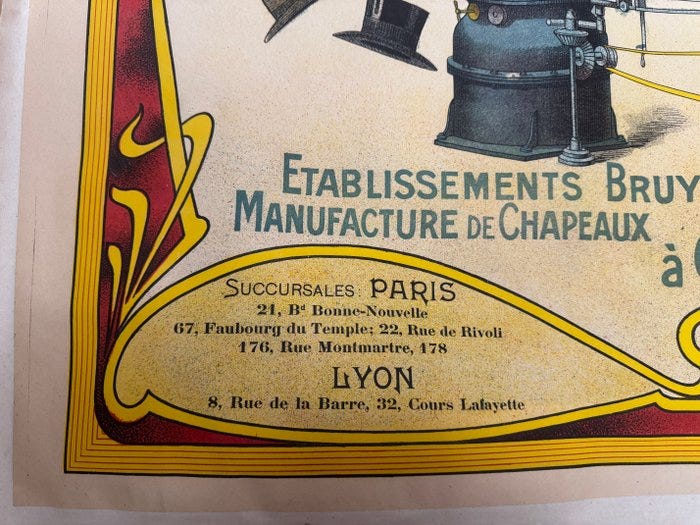 ETABLISSEMENTS BRUY
MANUFACTURE DE CHAPEAUX
à
SUCCURSALES: PARIS
21, Bd Bonne-Nouvelle
67, Faubourg du Temple; 22, Rue de Rivoli
176, Rue Montmartre, 178
LYON
8, Rue de la Barre, 32, Cours Lafayette